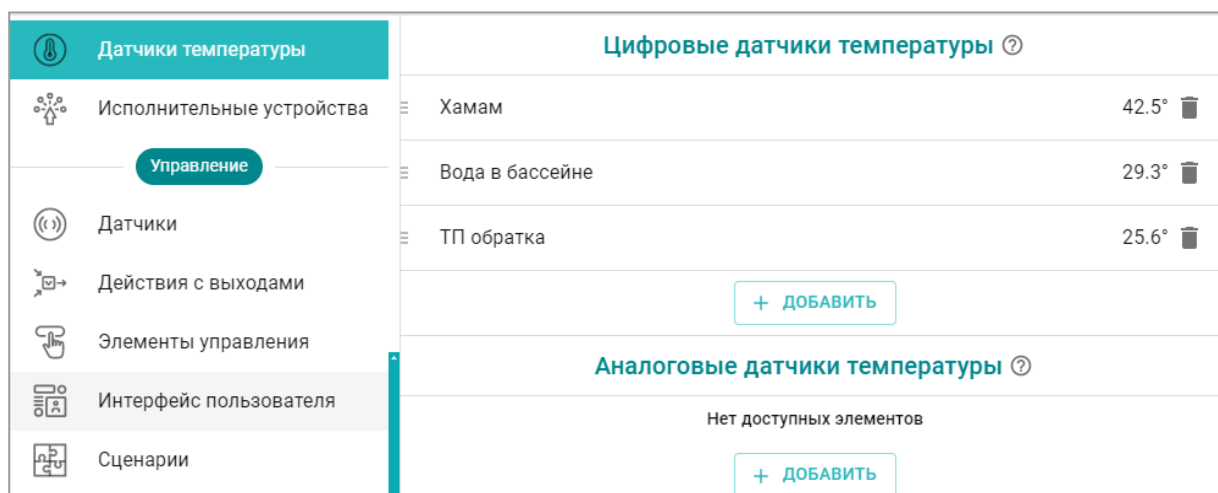 Датчики температуры
Исполнительные устройства
Управление
Датчики
Действия с выходами
Элементы управления
Интерфейс пользователя
Сценарии
Цифровые датчики температуры ?
Хамам 42.5°
Вода в бассейне 29.3°
ТП обратка 25.6°
+ ДОБАВИТЬ
Аналоговые датчики температуры ?
Нет доступных элементов
+ ДОБАВИТЬ